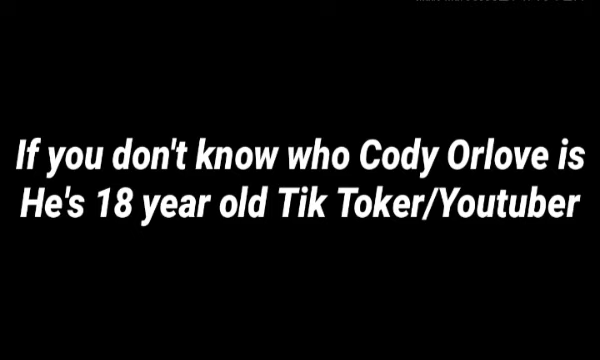 If you don't know who Cody Orlove is
He's 18 year old Tik Toker/Youtuber